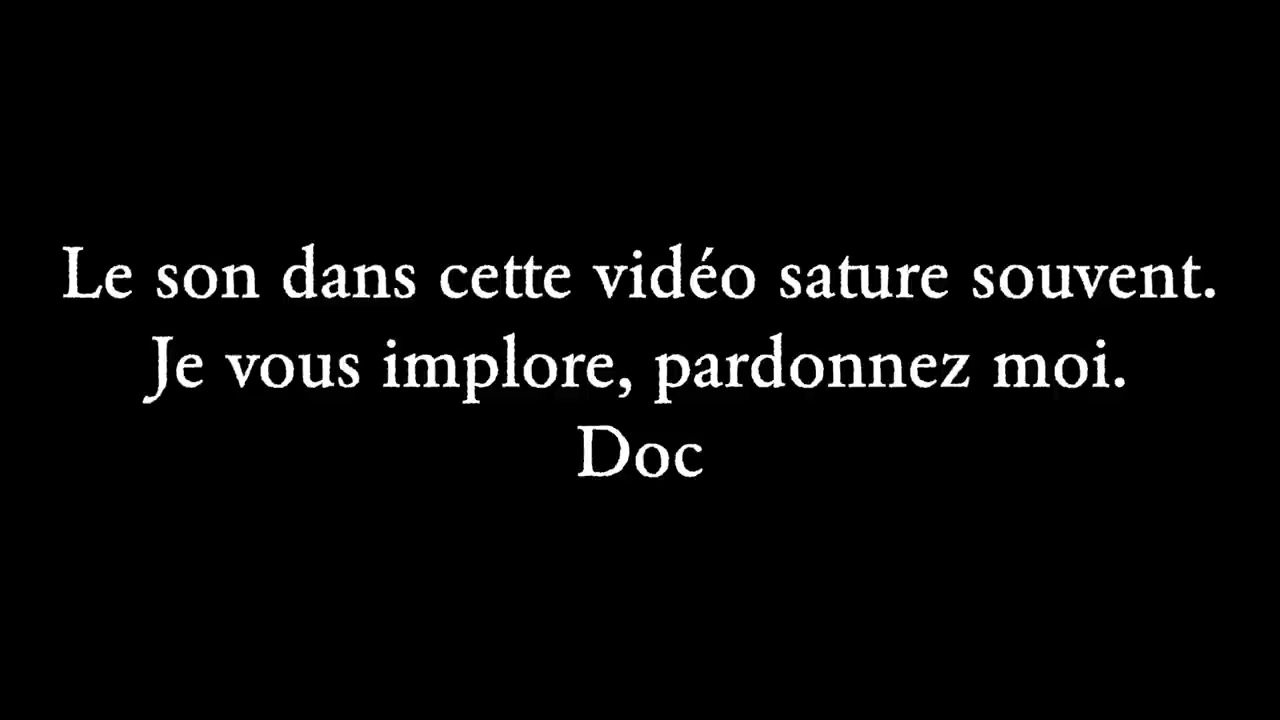 Le son dans cette vidéo sature souvent.
Je vous implore, pardonnez moi.
Doc